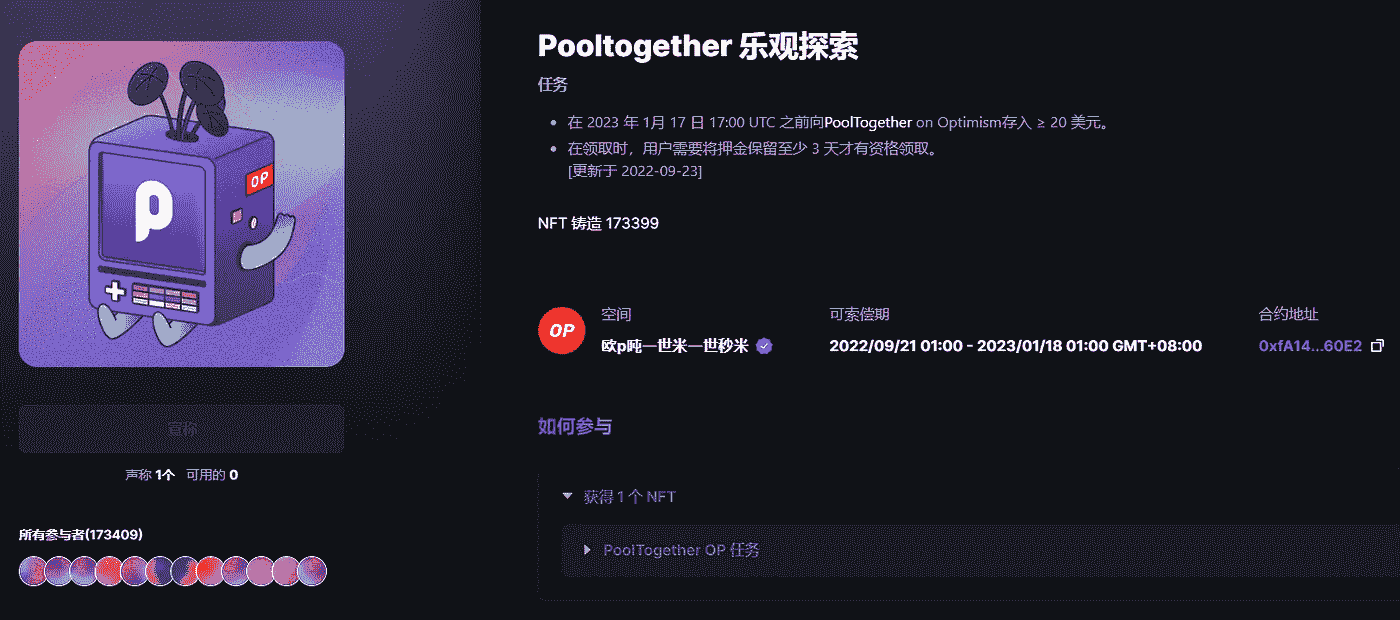 Pooltogether 乐观探索
任务
在 2023 年 1月 17 日 17:00 UTC 之前向PoolTogether on Optimism存入 ≥ 20 美元。
在领取时，用户需要将押金保留至少 3 天才有资格领取。
[更新于 2022-09-23]
NFT 铸造 173399
OP
p
宣称
声称 1个 可用的 0
所有参与者(173409)
OP
空间
欧p吨一世米一世秒米
可索偿期
2022/09/21 01:00 - 2023/01/18 01:00 GMT+08:00
合约地址
0xfA14...60E2
如何参与
获得 1 个 NFT
PoolTogether OP 任务